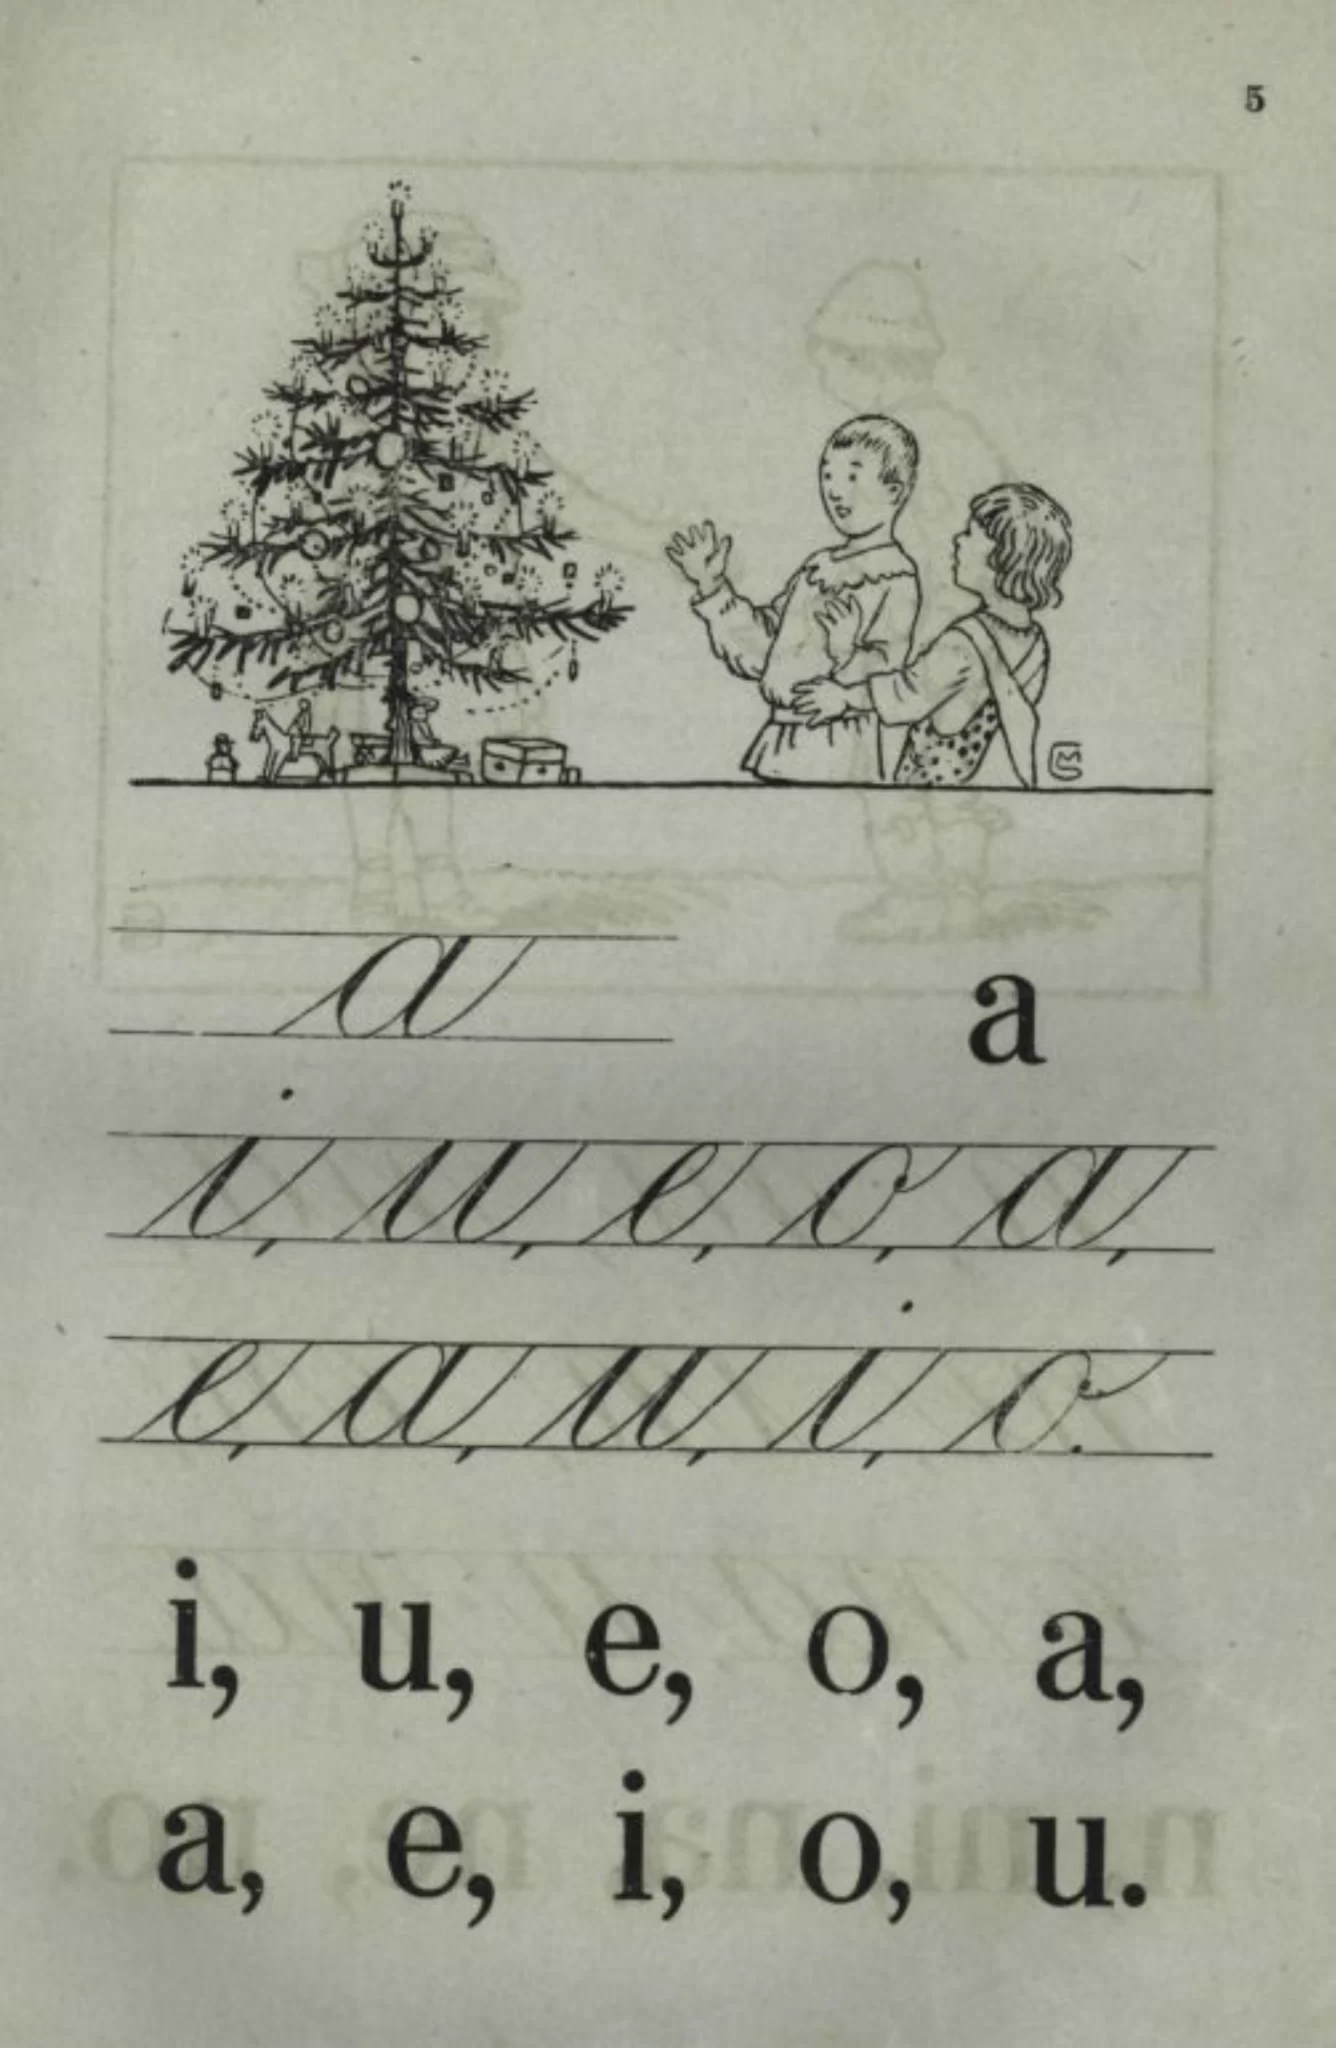 5
a a
i, u, e, o, a,
e, a, u, i, o.
i, u, e, o, a,
a, e, i, o, u.